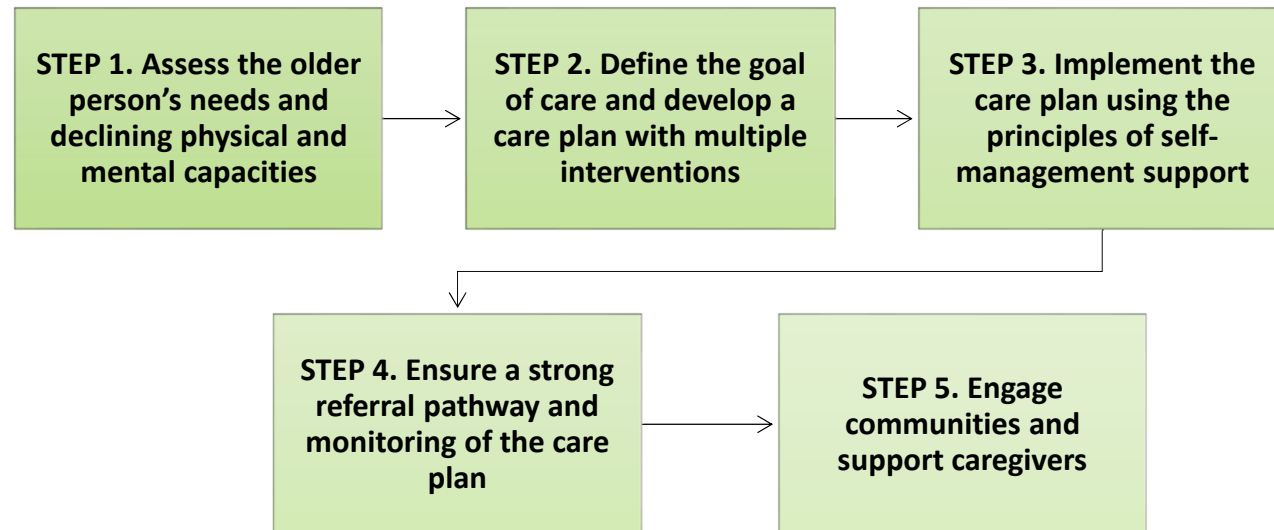 STEP 1. Assess the older
person’s needs and
declining physical and
mental capacities
STEP 2. Define the goal
of care and develop a
care plan with multiple
interventions
STEP 3. Implement the
care plan using the
principles of self-
management support
STEP 4. Ensure a strong
referral pathway and
monitoring of the care
plan
STEP 5. Engage
communities and
support caregivers